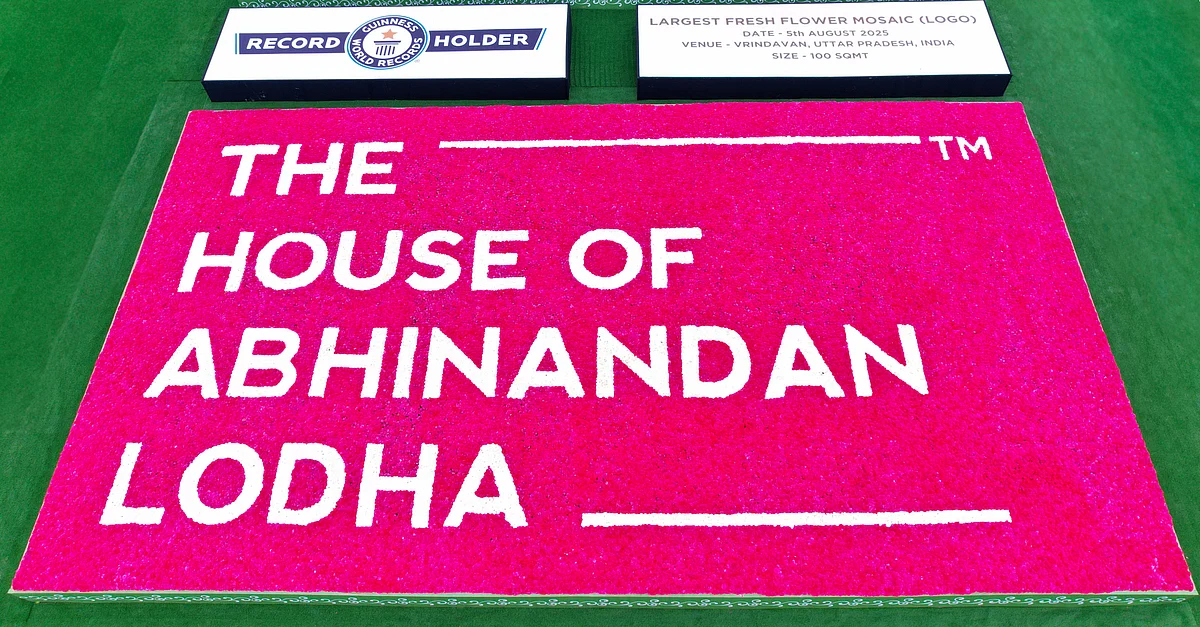 RECORD HOLDER
GUINNESS
WORLD RECORDS
LARGEST FRESH FLOWER MOSAIC (LOGO)
DATE - 5th AUGUST 2025
VENUE - VRINDAVAN, UTTAR PRADESH, INDIA
SIZE - 100 SQMT
THE
TM
HOUSE OF
ABHINANDAN
LODHA